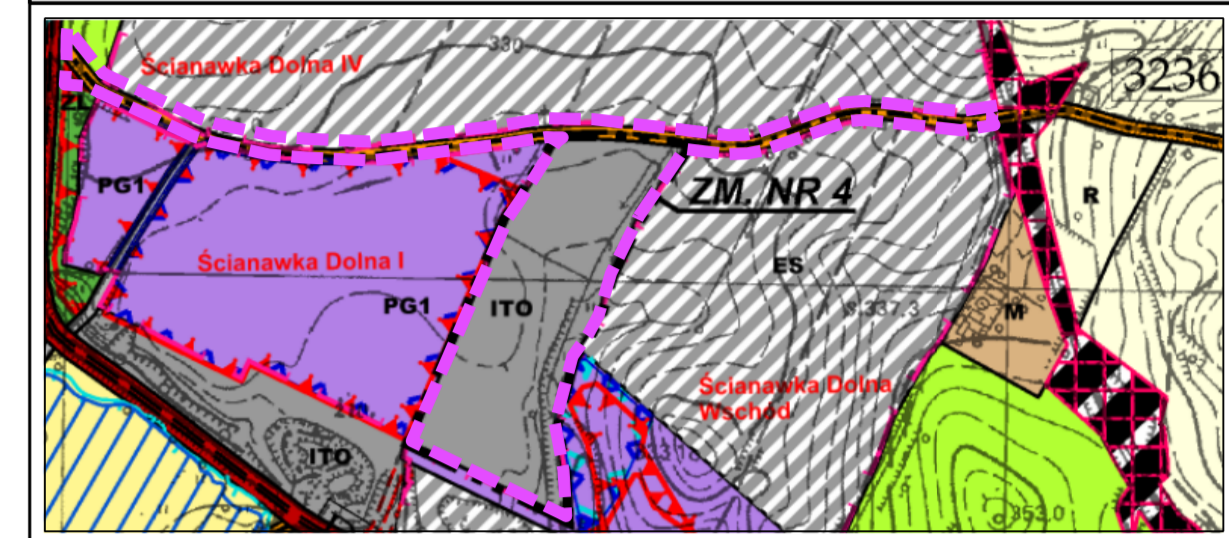 330
Ścianawka Dolna IV
3236
ZL
PG1
ZM. NR 4
R
Ścianawka Dolna I
ES
PG1
ITO
337.3
M
Ścianawka Dolna
Wschód
ITO
353.0